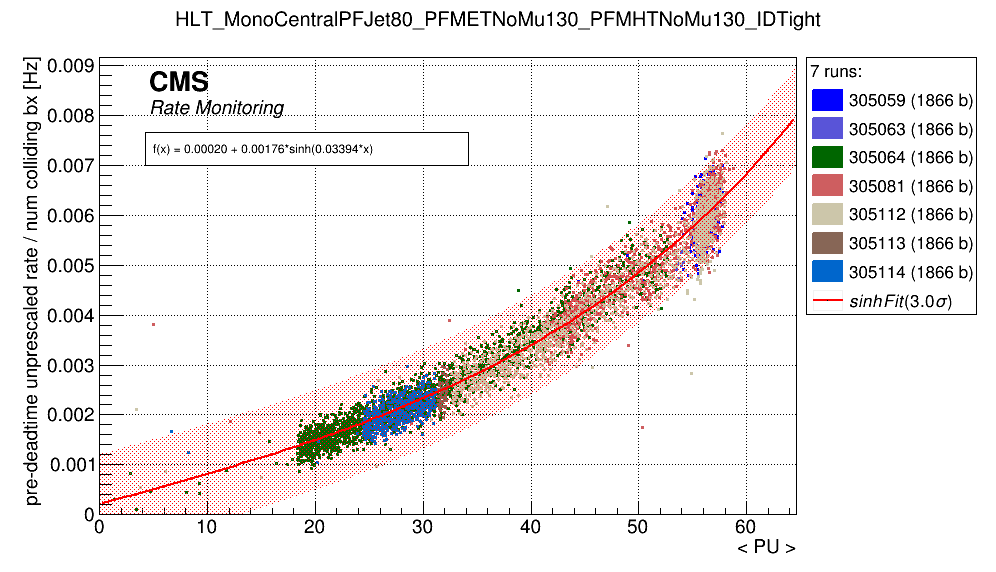 HLT_MonoCentralPFJet80_PFMETNoMu130_PFMHTNoMu130_IDTight
pre-deadtime unprescaled rate / num colliding bx [Hz]
0.009
0.008
0.007
0.006
0.005
0.004
0.003
0.002
0.001
0
CMS
Rate Monitoring
f(x) = 0.00020 + 0.00176*sinh(0.03394*x)
0 10 20 30 40 50 60
< PU >
7 runs:
305059 (1866 b)
305063 (1866 b)
305064 (1866 b)
305081 (1866 b)
305112 (1866 b)
305113 (1866 b)
305114 (1866 b)
sinhFit(3.0σ)